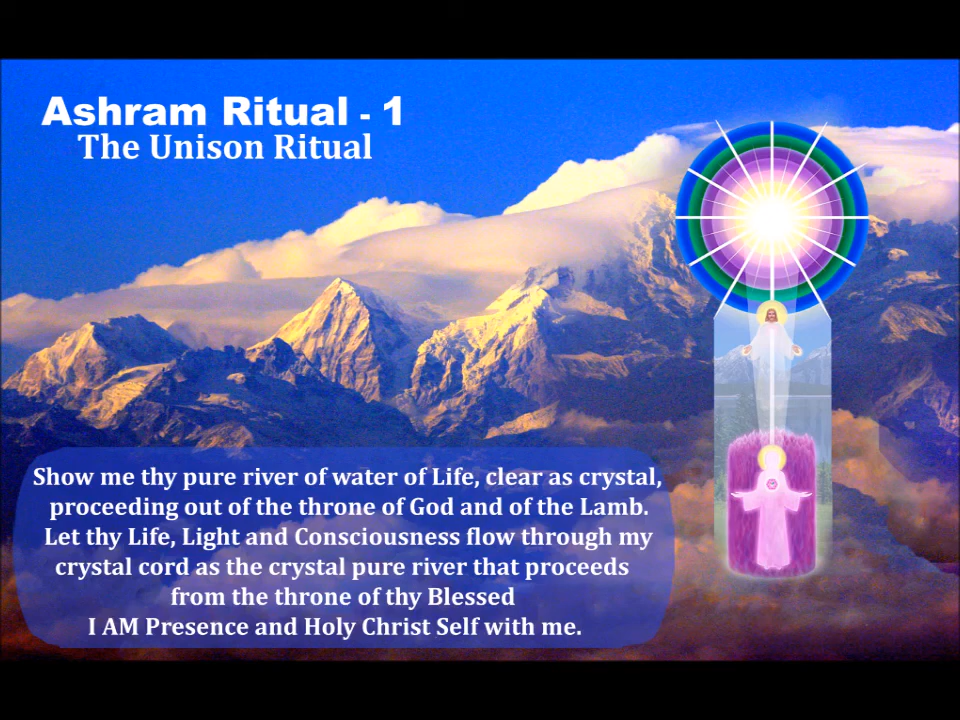 Ashram Ritual - 1
The Unison Ritual
Show me thy pure river of water of Life, clear as crystal,
proceeding out of the throne of God and of the Lamb.
Let thy Life, Light and Consciousness flow through my
crystal cord as the crystal pure river that proceeds
from the throne of thy Blessed
I AM Presence and Holy Christ Self with me.